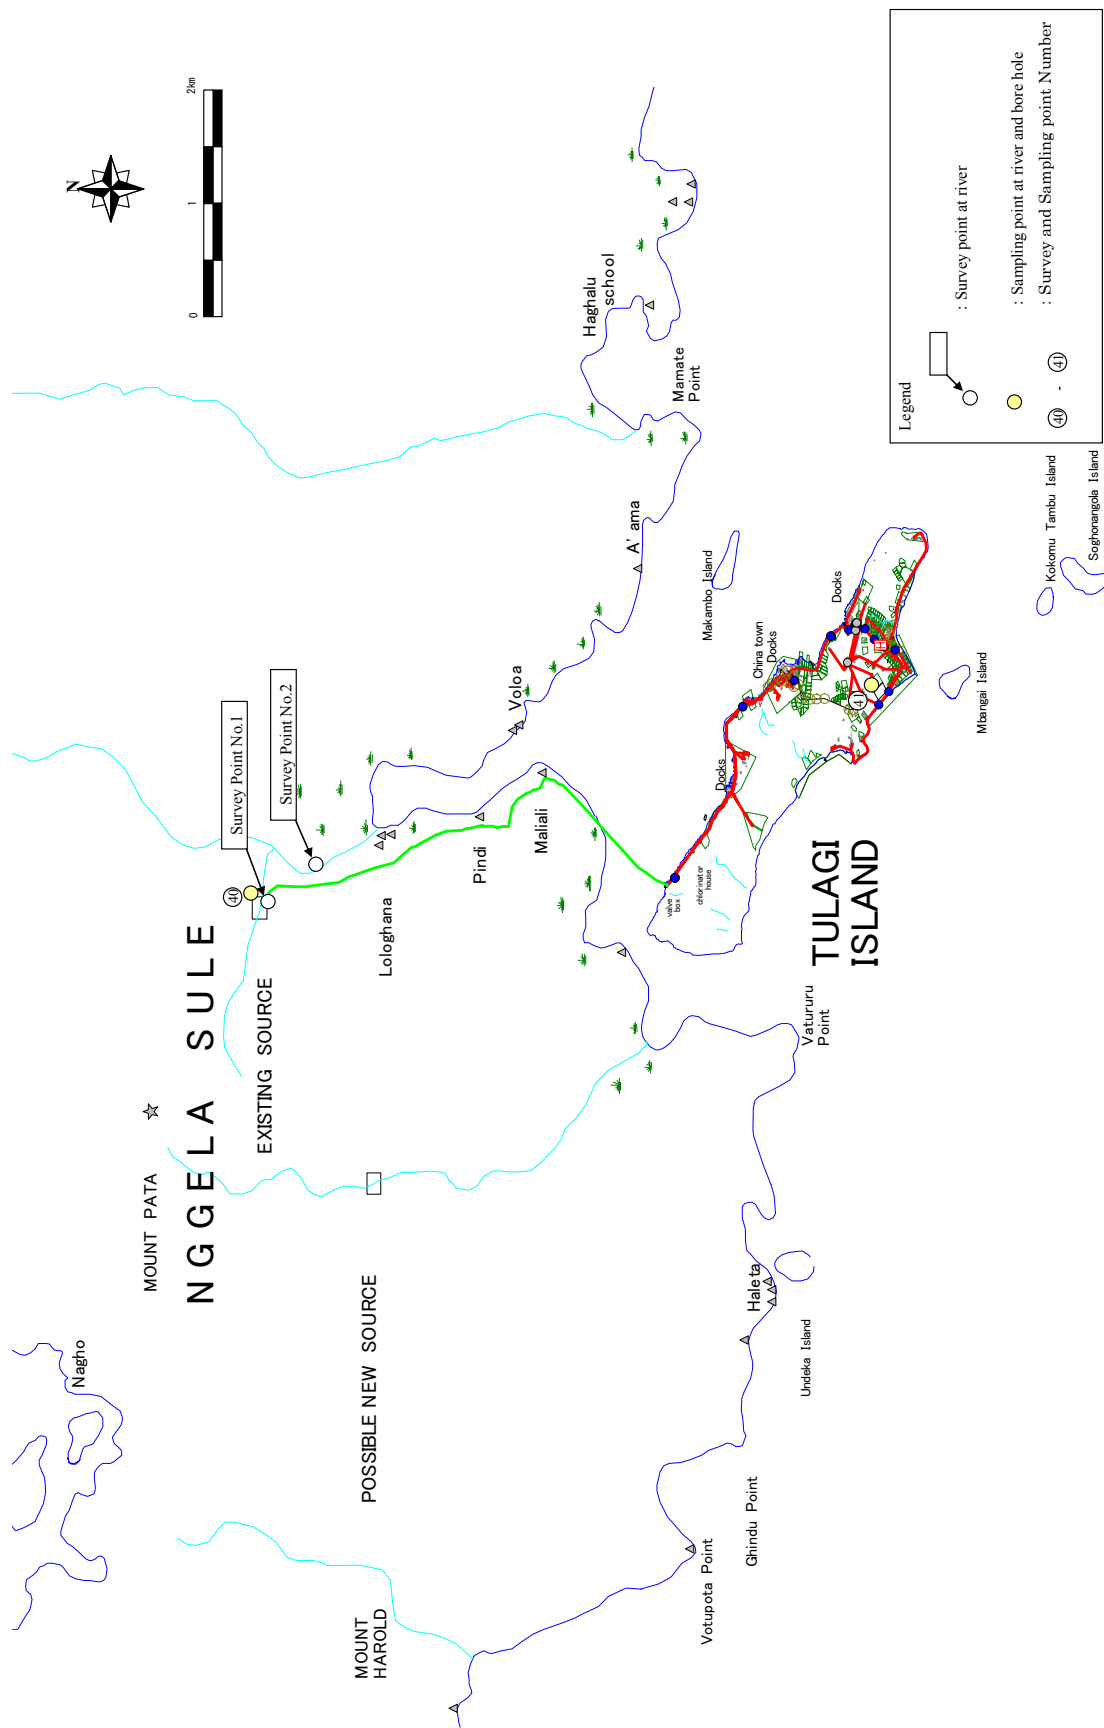 N
0
1
2km
Nagho
MOUNT PATA
NGGELA SULE
EXISTING SOURCE
POSSIBLE NEW SOURCE
MOUNT
HAROLD
40
Survey Point No.1
Survey Point No.2
Lologhana
Pindi
Maliali
Voloa
A' ama
Haghalu
school
Mamate
Point
Makambo Island
China town
Docks
Docks
Docks
41
H
valve
box
chlorinator
house
TULAGI
ISLAND
Mbangai Island
Kokomu Tambu Island
Soghonangola Island
Vatururu
Point
Haleta
Undeka Island
Ghindu Point
Votupota Point
Legend
: Survey point at river
: Sampling point at river and bore hole
40 - 41 : Survey and Sampling point Number